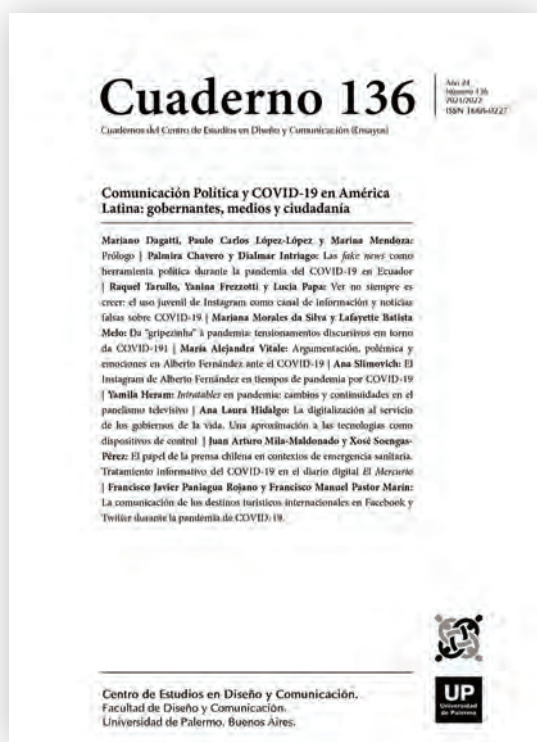 Cuaderno 136
Año 24
Número 136
2021/2022
ISSN 1668-0227
Cuadernos del Centro de Estudios en Diseño y Comunicación (Ensayos)
Comunicación Política y COVID-19 en América
Latina: gobernantes, medios y ciudadanía
Mariano Dagatti, Paulo Carlos López-López y Marina Mendoza:
Prólogo | Palmira Chavero y Dialmar Intriago: Las fake news como
herramienta política durante la pandemia del COVID-19 en Ecuador
| Raquel Tarullo, Yanina Frezzotti y Lucia Papa: Ver no siempre es
creer: el uso juvenil de Instagram como canal de información y noticias
falsas sobre COVID-19 | Mariana Morales da Silva y Lafayette Batista
Melo: Da "gripezinha" à pandemia: tensionamentos discursivos em torno
da COVID-191 | María Alejandra Vitale: Argumentación, polémica y
emociones en Alberto Fernández ante el COVID-19 | Ana Slimovich: El
Instagram de Alberto Fernández en tiempos de pandemia por COVID-19
| Yamila Heram: Intratables en pandemia: cambios y continuidades en el
panelismo televisivo | Ana Laura Hidalgo: La digitalización al servicio
de los gobiernos de la vida. Una aproximación a las tecnologías como
dispositivos de control | Juan Arturo Mila-Maldonado y Xosé Soengas-
Pérez: El papel de la prensa chilena en contextos de emergencia sanitaria.
Tratamiento informativo del COVID-19 en el diario digital El Mercurio
| Francisco Javier Paniagua Rojano y Francisco Manuel Pastor Marín:
La comunicación de los destinos turísticos internacionales en Facebook y
Twitter durante la pandemia de COVID-19.
Centro de Estudios en Diseño y Comunicación.
Facultad de Diseño y Comunicación.
Universidad de Palermo. Buenos Aires.
UP
Universidad
de Palermo